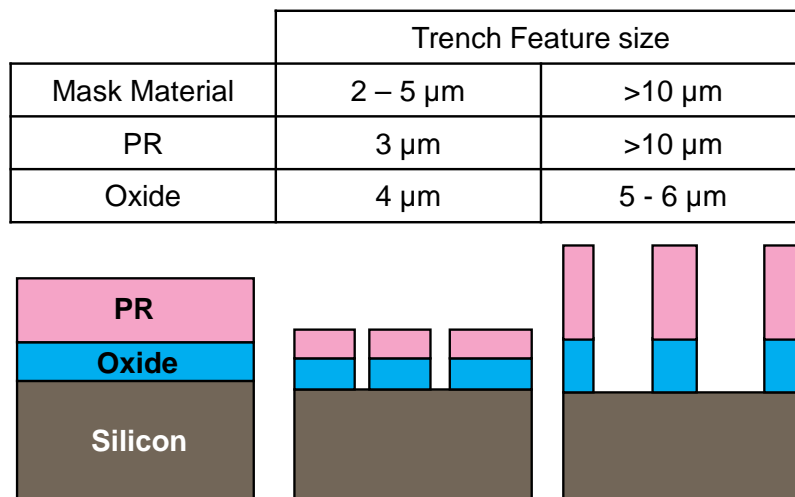 Trench Feature size
Mask Material 2 – 5 µm >10 µm
PR 3 µm >10 µm
Oxide 4 µm 5 - 6 µm
PR
Oxide
Silicon